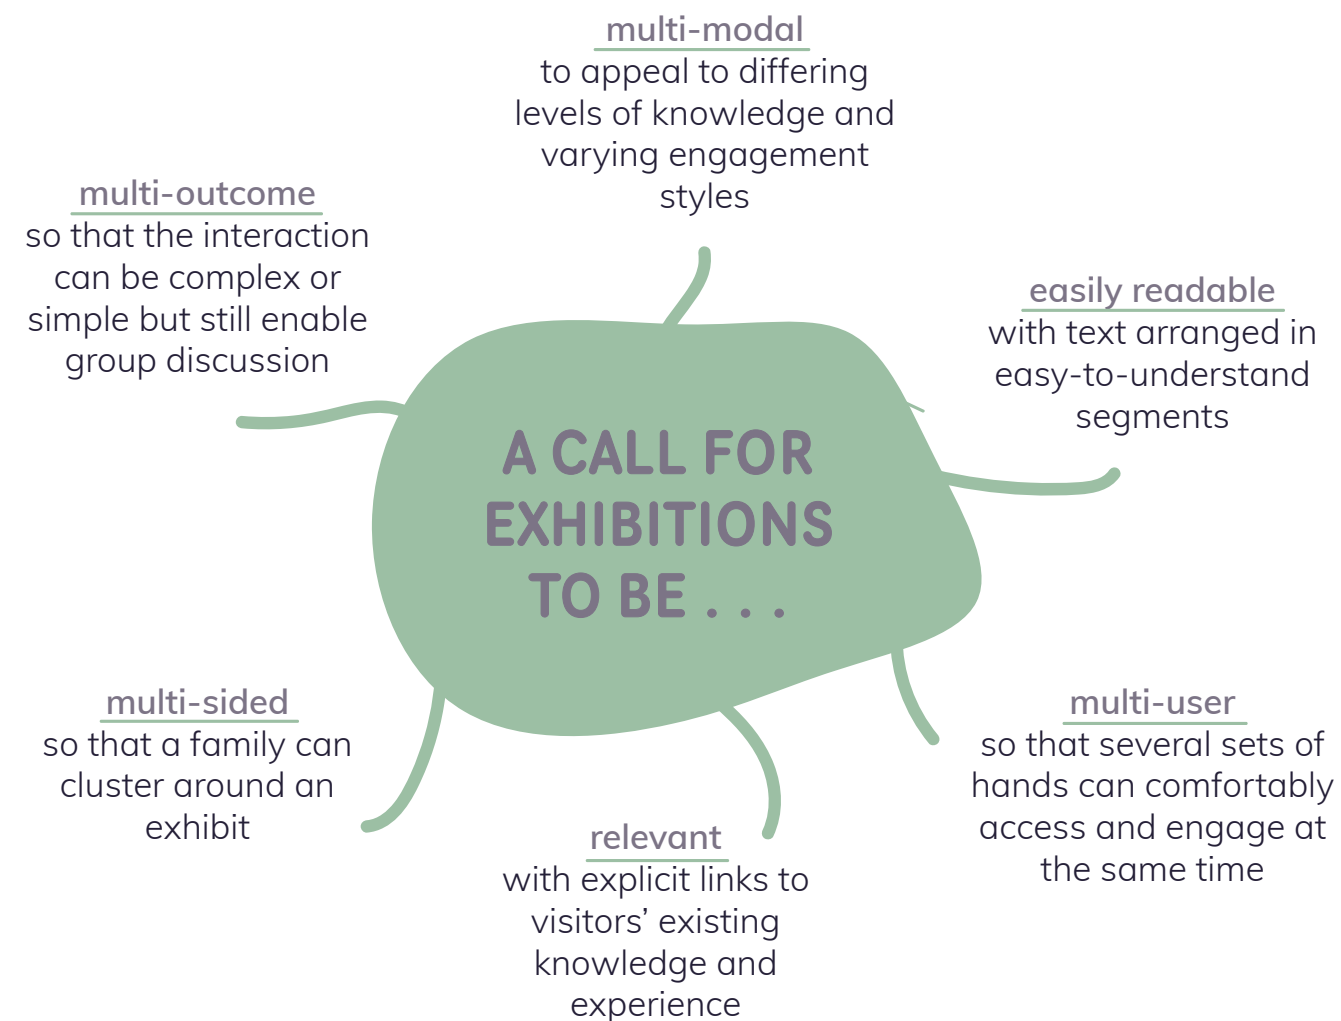 multi-modal
to appeal to differing
levels of knowledge and
varying engagement
styles
multi-outcome
so that the interaction
can be complex or
simple but still enable
group discussion
easily readable
with text arranged in
easy-to-understand
segments
A CALL FOR
EXHIBITIONS
TO BE . . .
multi-sided
so that a family can
cluster around an
exhibit
multi-user
so that several sets of
hands can comfortably
access and engage at
the same time
relevant
with explicit links to
visitors’ existing
knowledge and
experience